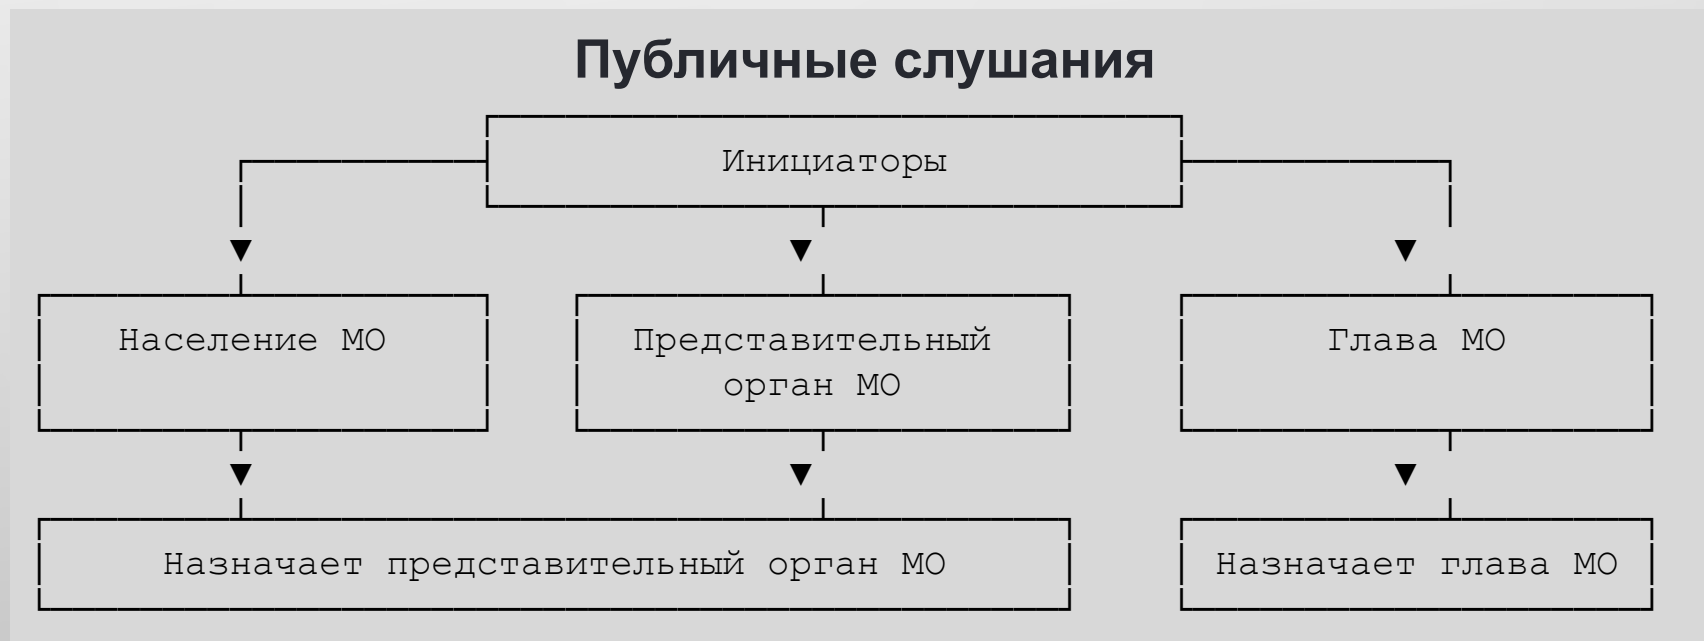 Публичные слушания
Инициаторы
Население МО
Представительный
орган МО
Глава МО
Назначает представительный орган МО
Назначает глава МО